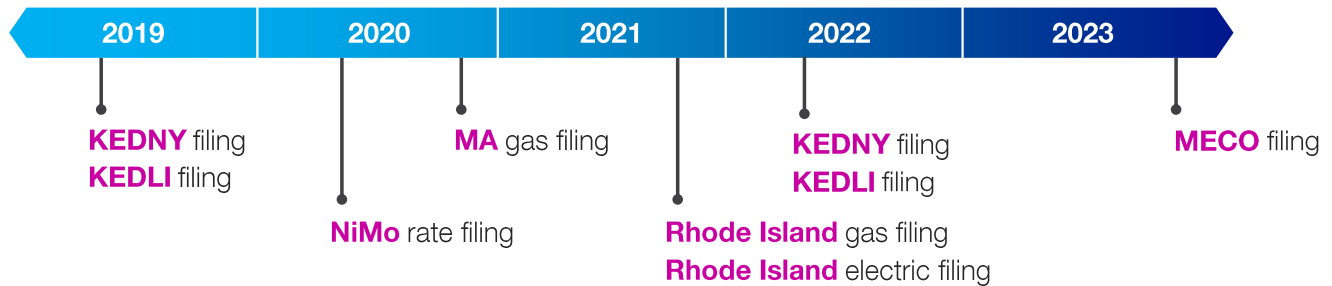 2019
2020
2021
2022
2023
KEDNY filing
KEDLI filing
NiMo rate filing
MA gas filing
Rhode Island gas filing
Rhode Island electric filing
KEDNY filing
KEDLI filing
MECO filing